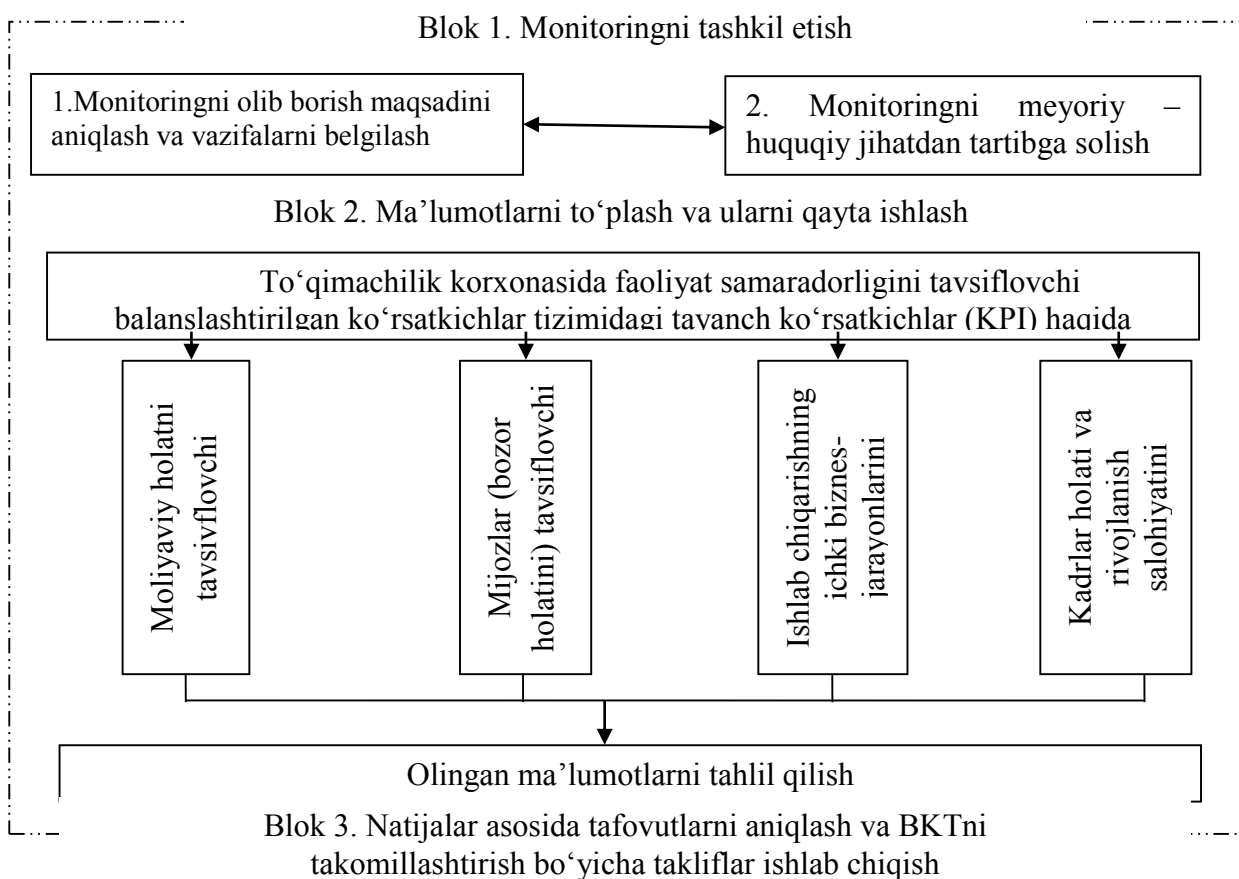 Blok 1. Monitoringni tashkil etish
1.Monitoringni olib borish maqsadini
aniqlash va vazifalarni belgilash
2. Monitoringni meyoriy –
huquqiy jihatdan tartibga solish
Blok 2. Ma’lumotlarni to‘plash va ularni qayta ishlash
To‘qimachilik korxonasida faoliyat samaradorligini tavsiflovchi
balanslashtirilgan ko‘rsatkichlar tizimidagi tayanch ko‘rsatkichlar (KPI) haqida
Moliyaviy holatni
tavsivflovchi
Mijozlar (bozor
holatini) tavsiflovchi
Ishlab chiqarishning
ichki biznes-
jarayonlarini
Kadrlar holati va
rivojlanish
salohiyatini
Olingan ma’lumotlarni tahlil qilish
Blok 3. Natijalar asosida tafovutlarni aniqlash va BKTni
takomillashtirish bo‘yicha takliflar ishlab chiqish